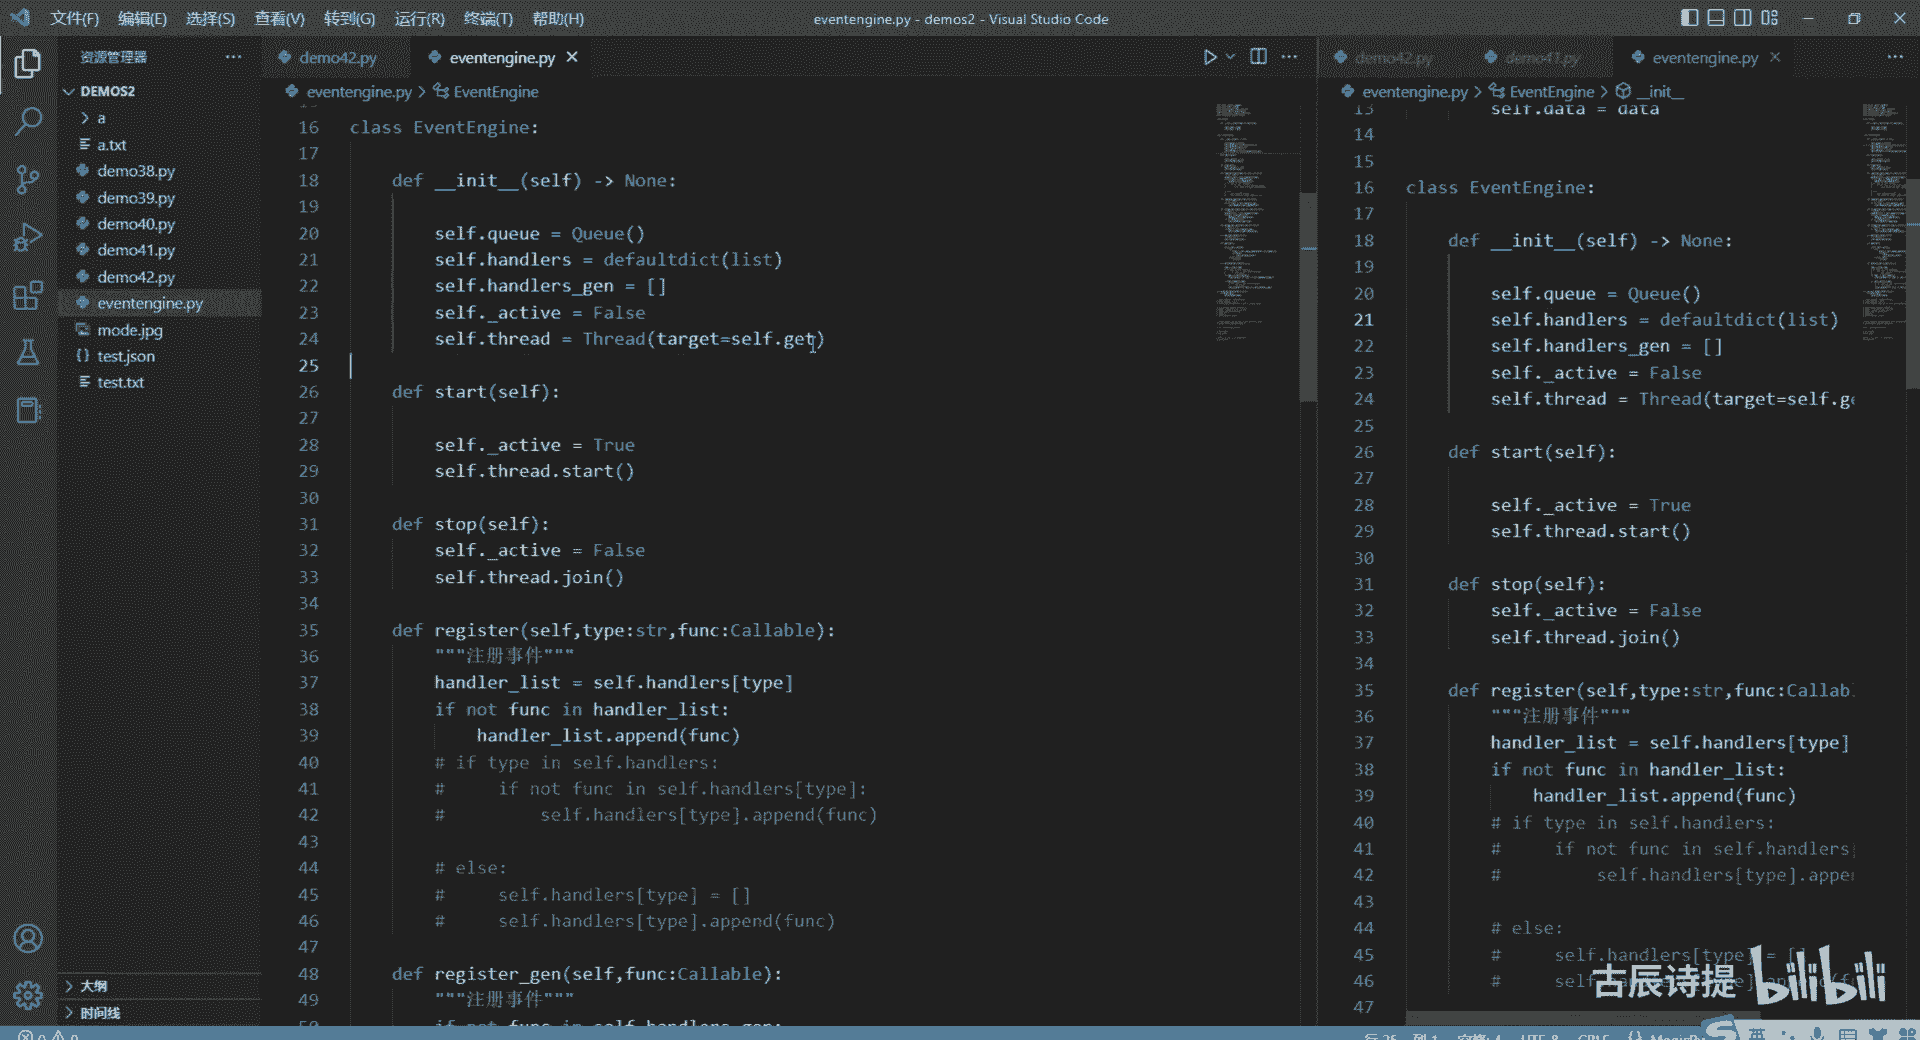 文件(F) 编辑(E) 选择(S) 查看(V) 转到(G) 运行(R) 终端(T) 帮助(H)
eventengine.py - demos2 - Visual Studio Code
资源管理器
DEMOS2
a
a.txt
demo38.py
demo39.py
demo40.py
demo41.py
demo42.py
eventengine.py
mode.jpg
test.json
test.txt
大纲
时间线
demo42.py
eventengine.py
eventengine.py > EventEngine
16 class EventEngine:
17
18 def __init__(self) -> None:
19
20 self.queue = Queue()
21 self.handlers = defaultdict(list)
22 self.handlers_gen = []
23 self._active = False
24 self.thread = Thread(target=self.get)
25
26 def start(self):
27
28 self._active = True
29 self.thread.start()
30
31 def stop(self):
32 self._active = False
33 self.thread.join()
34
35 def register(self,type:str,func:Callable):
36 """注册事件"""
37 handler_list = self.handlers[type]
38 if not func in handler_list:
39 handler_list.append(func)
40 # if type in self.handlers:
41 # if not func in self.handlers[type]:
42 # self.handlers[type].append(func)
43
44 # else:
45 # self.handlers[type] = []
46 # self.handlers[type].append(func)
47
48 def register_gen(self,func:Callable):
49 """注册事件"""
demo42.py
demo41.py
eventengine.py
eventengine.py > EventEngine > __init__
13 self.data = data
14
15
16 class EventEngine:
17
18 def __init__(self) -> None:
19
20 self.queue = Queue()
21 self.handlers = defaultdict(list)
22 self.handlers_gen = []
23 self._active = False
24 self.thread = Thread(target=self.ge
25
26 def start(self):
27
28 self._active = True
29 self.thread.start()
30
31 def stop(self):
32 self._active = False
33 self.thread.join()
34
35 def register(self,type:str,func:Callab
36 """注册事件"""
37 handler_list = self.handlers[type]
38 if not func in handler_list:
39 handler_list.append(func)
40 # if type in self.handlers:
41 # if not func in self.handlers
42 # self.handlers[type].appe
43
44 # else:
45 # self.handlers[type] = [
46 # self
47
古辰诗提 bilibili